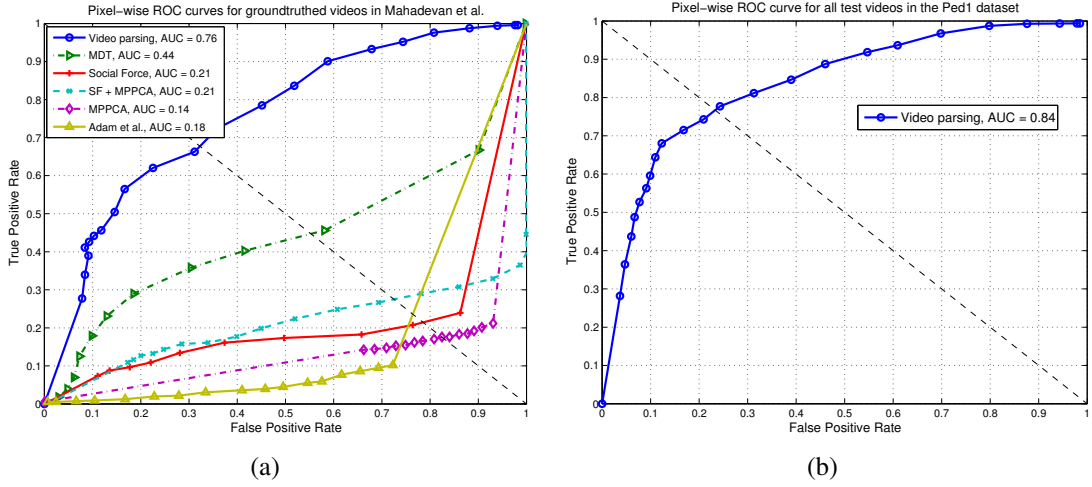 Pixel−wise ROC curves for groundtruthed videos in Mahadevan et al.
1
0.9
0.8
0.7
0.6
0.5
0.4
0.3
0.2
0.1
0
True Positive Rate
Video parsing, AUC = 0.76
MDT, AUC = 0.44
Social Force, AUC = 0.21
SF + MPPCA, AUC = 0.21
MPPCA, AUC = 0.14
Adam et al., AUC = 0.18
0 0.1 0.2 0.3 0.4 0.5 0.6 0.7 0.8 0.9 1
False Positive Rate
(a)
Pixel−wise ROC curve for all test videos in the Ped1 dataset
1
0.9
0.8
0.7
0.6
0.5
0.4
0.3
0.2
0.1
0
True Positive Rate
Video parsing, AUC = 0.84
0 0.1 0.2 0.3 0.4 0.5 0.6 0.7 0.8 0.9 1
False Positive Rate
(b)